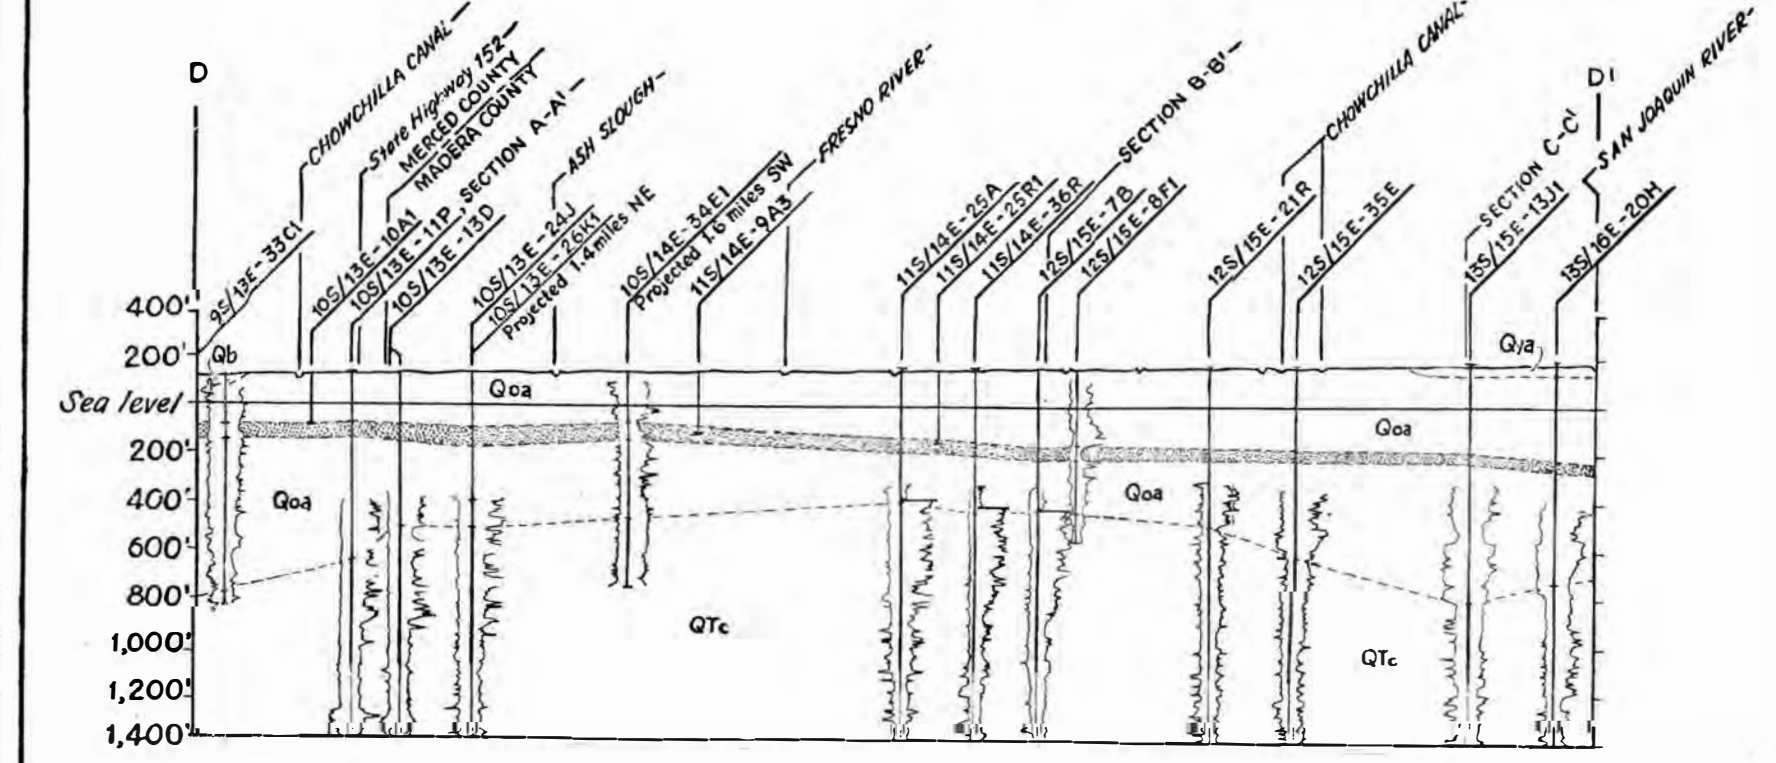 D
CHOWCHILLA CANAL
State Highway 152
MERCED COUNTY
MADERA COUNTY
SECTION A-A'
ASH SLOUGH
FRESNO RIVER
SECTION B-B'
CHOWCHILLA CANAL
SECTION C-C'
D'
SAN JOAQUIN RIVER
9S/13E-33C1
10S/13E-10A1
10S/13E-11P
10S/13E-13D
10S/13E-24J
10S/13E-26K1
Projected 1.4 miles NE
10S/14E-34E1
Projected 1.6 miles SW
11S/14E-9A3
11S/14E-25A
11S/14E-25R1
11S/14E-36R
12S/15E-7B
12S/15E-8F1
12S/15E-21R
12S/15E-35E
13S/15E-13J1
13S/16E-20H
400'
200'
Sea level
200'
400'
600'
800'
1,000'
1,200'
1,400'
Qb
Qoa
Qya
Qoa
Qoa
Qoa
QTc
QTc